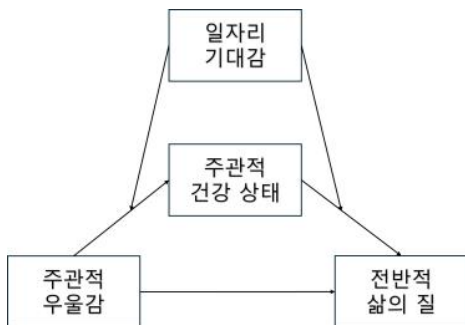 일자리
기대감
주관적
건강 상태
주관적
우울감
전반적
삶의 질